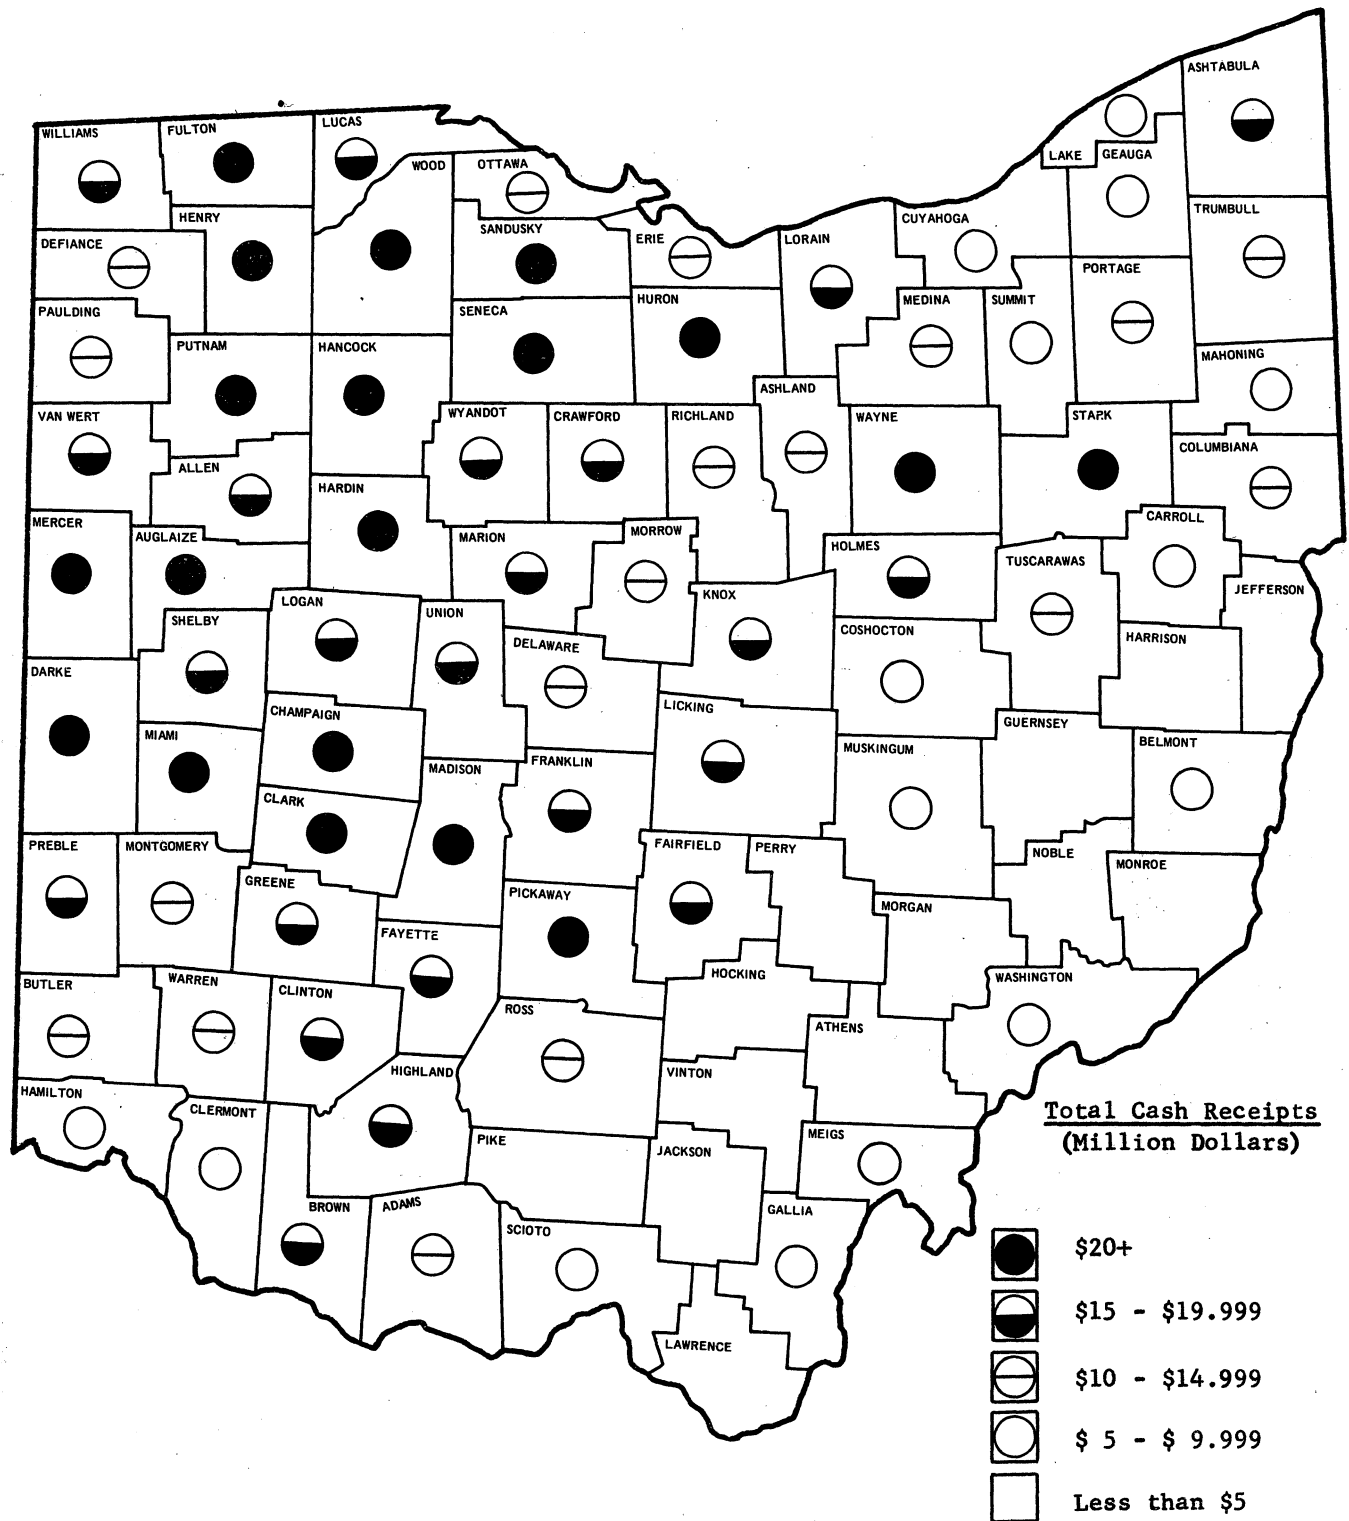 ASHTABULA
WILLIAMS
FULTON
LUCAS
WOOD
OTTAWA
LAKE
GEAUGA
HENRY
DEFIANCE
SANDUSKY
ERIE
LORAIN
CUYAHOGA
TRUMBULL
PAULDING
SENECA
HURON
MEDINA
SUMMIT
PORTAGE
PUTNAM
HANCOCK
MAHONING
VAN WERT
WYANDOT
CRAWFORD
RICHLAND
ASHLAND
WAYNE
STARK
COLUMBIANA
ALLEN
HARDIN
MERCER
AUGLAIZE
MARION
MORROW
HOLMES
CARROLL
TUSCARAWAS
JEFFERSON
LOGAN
UNION
KNOX
SHELBY
DELAWARE
COSHOCTON
HARRISON
DARKE
CHAMPAIGN
LICKING
GUERNSEY
MIAMI
MADISON
FRANKLIN
MUSKINGUM
BELMONT
CLARK
PREBLE
MONTGOMERY
GREENE
FAIRFIELD
PERRY
NOBLE
MONROE
PICKAWAY
MORGAN
FAYETTE
HOCKING
WASHINGTON
BUTLER
WARREN
CLINTON
ROSS
ATHENS
HAMILTON
CLERMONT
HIGHLAND
VINTON
PIKE
JACKSON
MEIGS
BROWN
ADAMS
SCIOTO
GALLIA
LAWRENCE
Total Cash Receipts
(Million Dollars)
$20+
$15 - $19.999
$10 - $14.999
$ 5 - $ 9.999
Less than $5